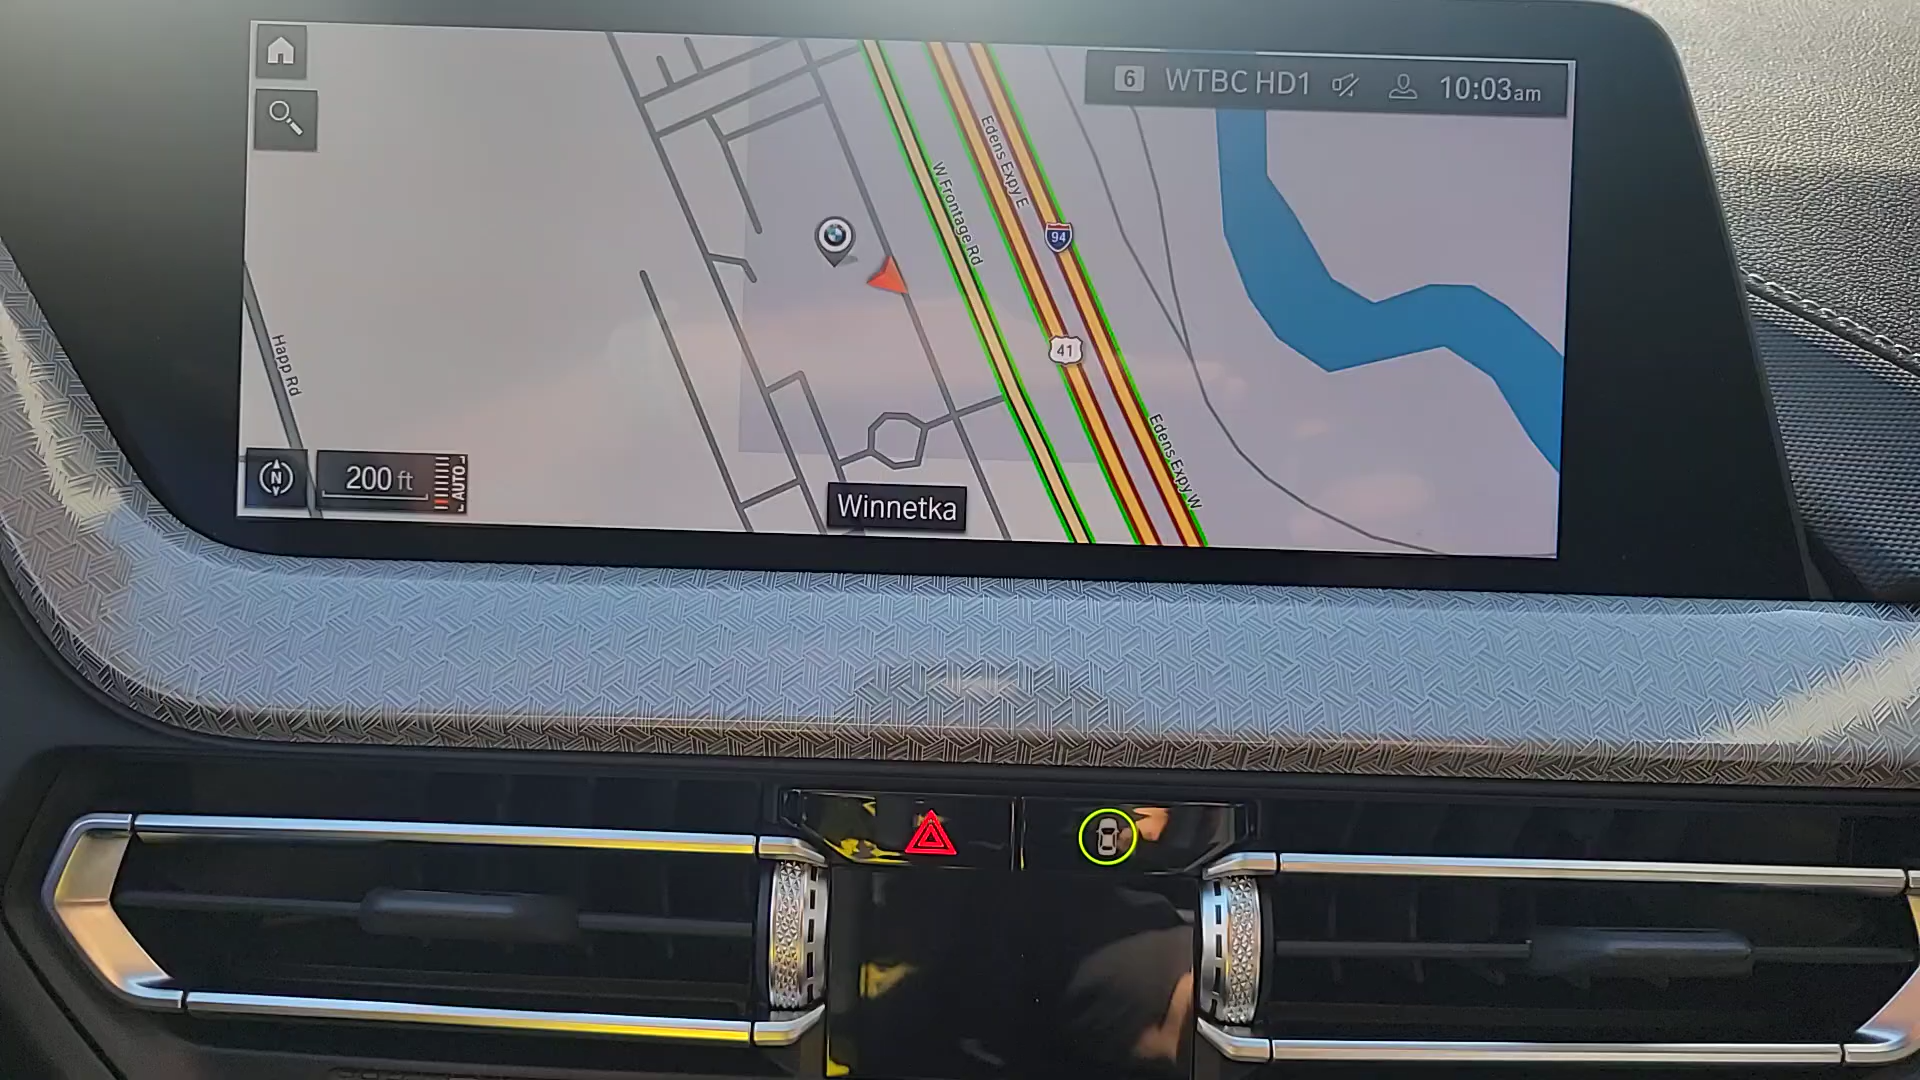 6 WTBC HD1 10:03am
Edens Expy E
W Frontage Rd
94
41
Happ Rd
Edens Expy W
N
200 ft
AUTO
Winnetka